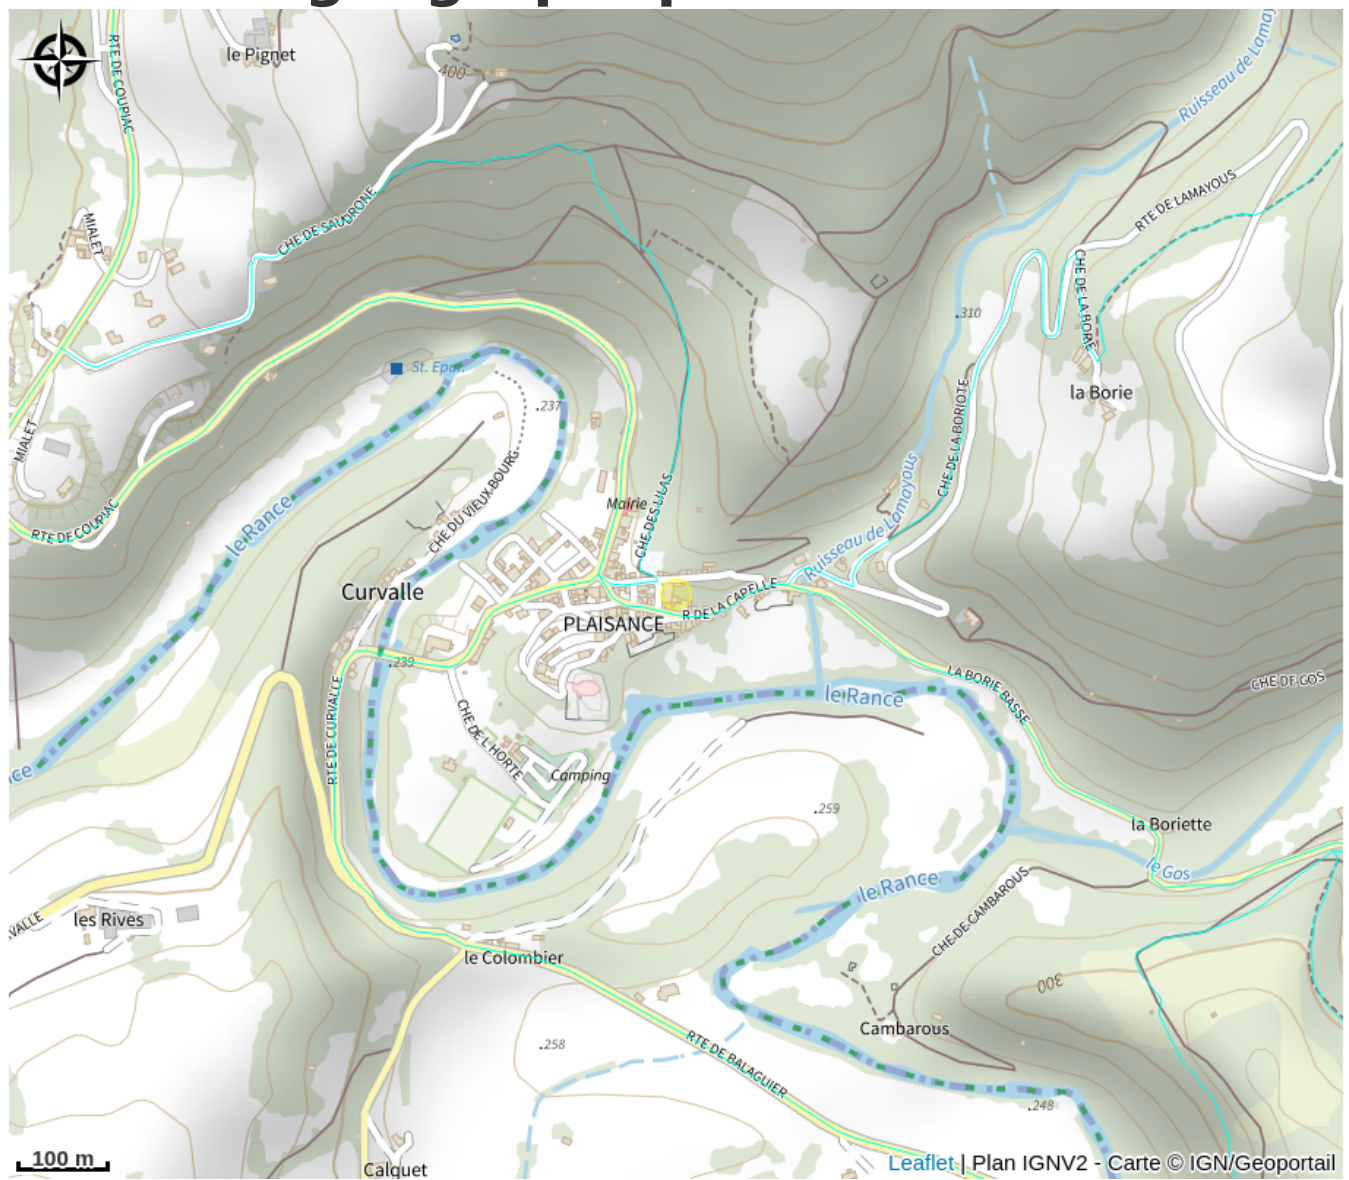 le Pignet
400
RTE DE COUPIAC
Ruisseau de Lamay
RTE DE LAMAYOUS
MIALET
CHE DE SALDRONE
CHE DE LA BORIE
.310
St. Epur.
la Borie
.237
CHE DE LA BORIOTE
MIALET
CHE DU VIEUX-BOURG
Mairie
CHE DES LILAS
Ruisseau de Lamayous
RTE DE COUPIAC
le Rance
Curvalle
R DE LA CAPELLE
PLAISANCE
.239
LA BORIE BASSE
CHE DE GOS
le Rance
RTE DE CURVALLE
CHE DE L'HORTE
nce
Camping
.259
la Boriette
le Gos
le Rance
CHE-DE-CAMBAROUS
VALLE
les Rives
le Colombier
300
Cambarous
.258
RTE DE BALAGUIER
.248
100 m
Calquet
Leaflet | Plan IGNV2 - Carte © IGN/Geoportail